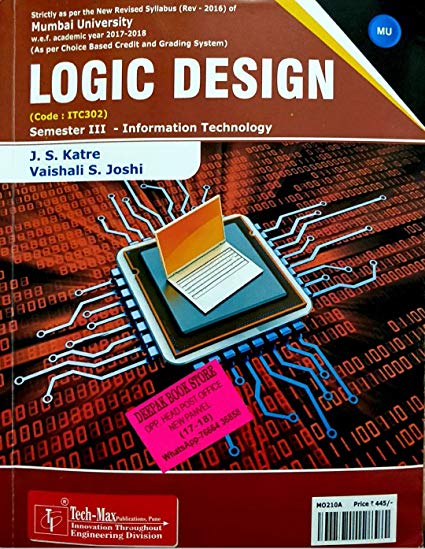 Strictly as per the New Revised Syllabus (Rev - 2016) of
Mumbai University
w.e.f. academic year 2017-2018
(As per Choice Based Credit and Grading System)
MU
LOGIC DESIGN
(Code : ITC302)
Semester III - Information Technology
J. S. Katre
Vaishali S. Joshi
DEEPAK BOOK STORE
OPP. HEAD POST OFFICE
NEW PANVEL
(17-18)
WhatsApp-76664 36858
Tech-Max Publications, Pune
Innovation Throughout
Engineering Division
MO210A Price ₹ 445/-